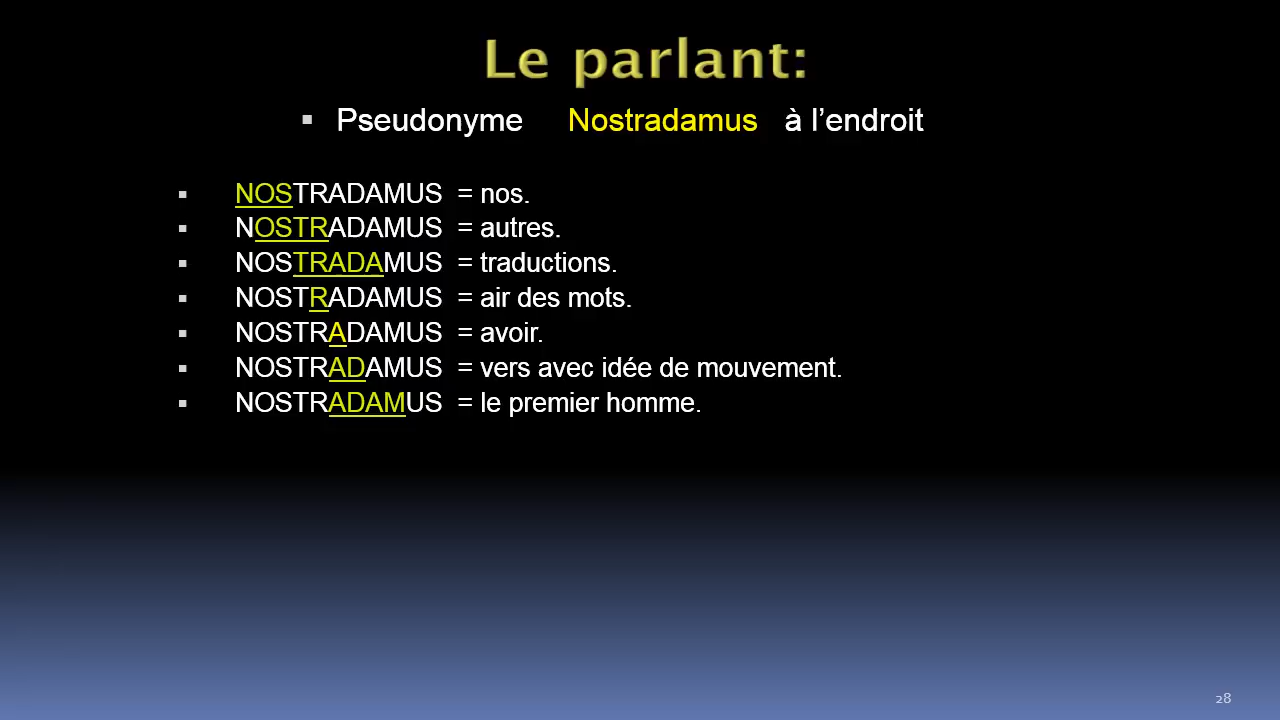 Le parlant:
▪ Pseudonyme Nostradamus à l’endroit
▪ NOSTRADAMUS = nos.
▪ NOSTRADAMUS = autres.
▪ NOSTRADAMUS = traductions.
▪ NOSTRADAMUS = air des mots.
▪ NOSTRADAMUS = avoir.
▪ NOSTRADAMUS = vers avec idée de mouvement.
▪ NOSTRADAMUS = le premier homme.
28